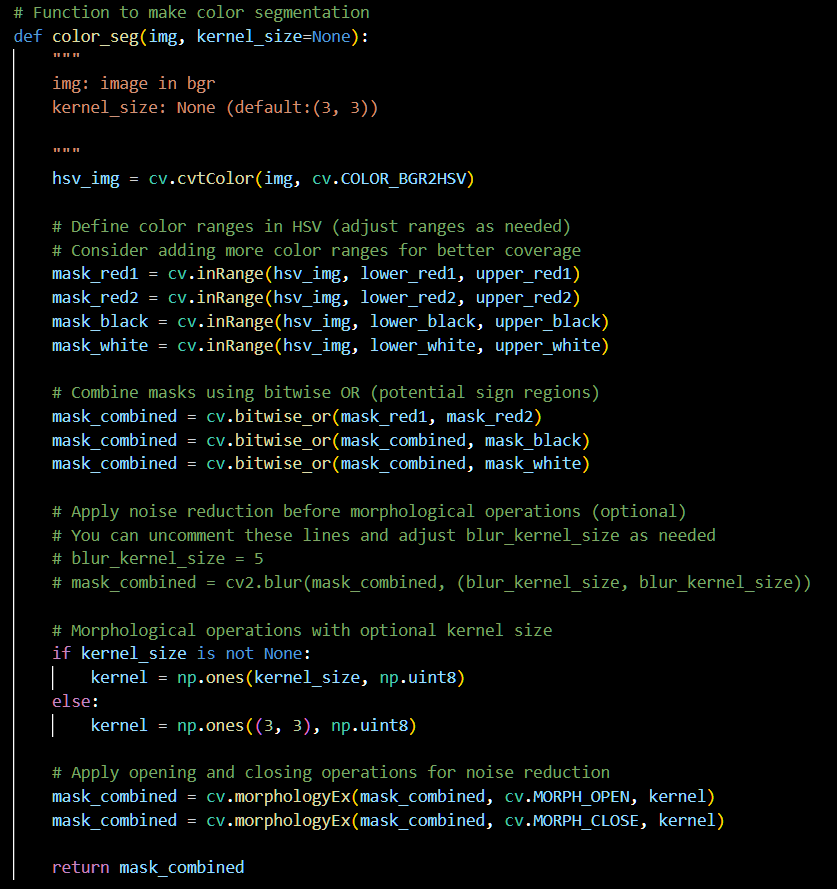 # Function to make color segmentation
def color_seg(img, kernel_size=None):
    """
    img: image in bgr
    kernel_size: None (default:(3, 3))

    """
    hsv_img = cv.cvtColor(img, cv.COLOR_BGR2HSV)

    # Define color ranges in HSV (adjust ranges as needed)
    # Consider adding more color ranges for better coverage
    mask_red1 = cv.inRange(hsv_img, lower_red1, upper_red1)
    mask_red2 = cv.inRange(hsv_img, lower_red2, upper_red2)
    mask_black = cv.inRange(hsv_img, lower_black, upper_black)
    mask_white = cv.inRange(hsv_img, lower_white, upper_white)

    # Combine masks using bitwise OR (potential sign regions)
    mask_combined = cv.bitwise_or(mask_red1, mask_red2)
    mask_combined = cv.bitwise_or(mask_combined, mask_black)
    mask_combined = cv.bitwise_or(mask_combined, mask_white)

    # Apply noise reduction before morphological operations (optional)
    # You can uncomment these lines and adjust blur_kernel_size as needed
    # blur_kernel_size = 5
    # mask_combined = cv2.blur(mask_combined, (blur_kernel_size, blur_kernel_size))

    # Morphological operations with optional kernel size
    if kernel_size is not None:
        kernel = np.ones(kernel_size, np.uint8)
    else:
        kernel = np.ones((3, 3), np.uint8)

    # Apply opening and closing operations for noise reduction
    mask_combined = cv.morphologyEx(mask_combined, cv.MORPH_OPEN, kernel)
    mask_combined = cv.morphologyEx(mask_combined, cv.MORPH_CLOSE, kernel)

    return mask_combined